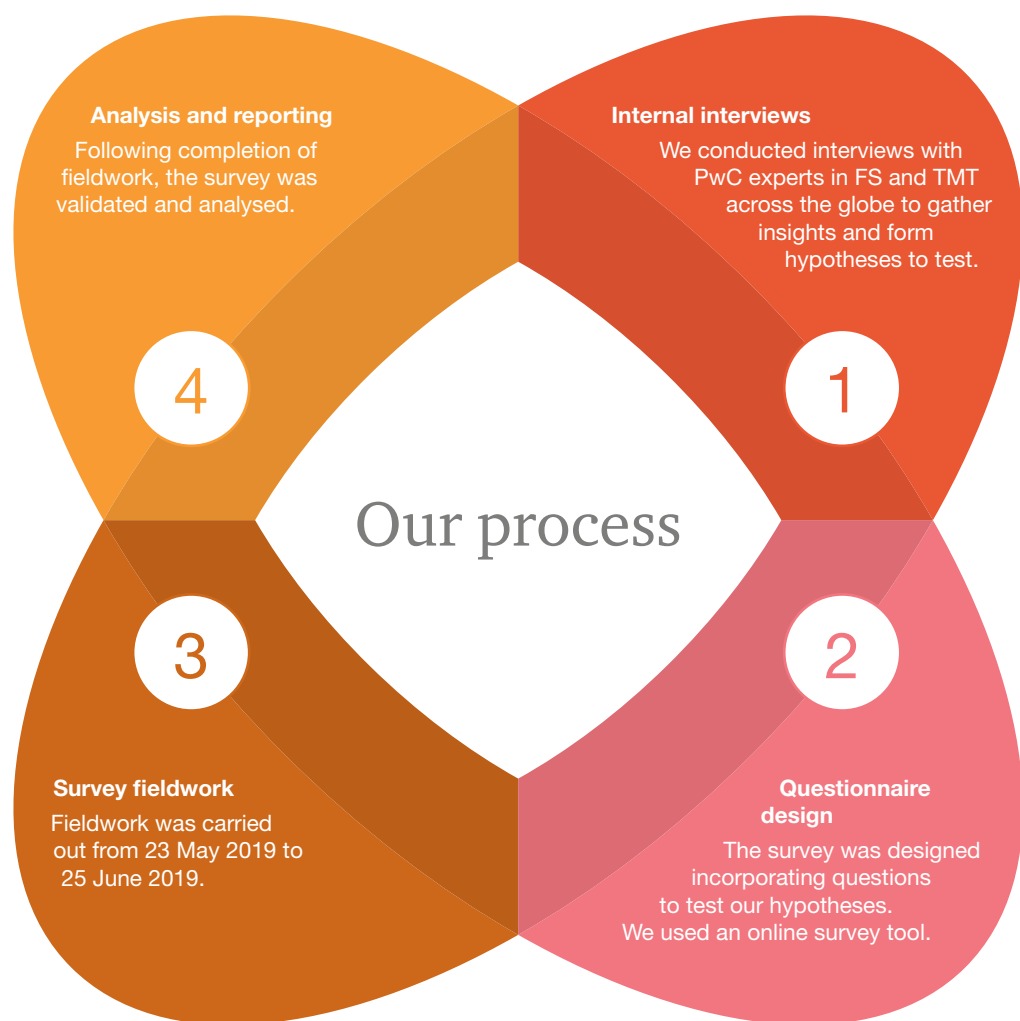 Analysis and reporting
Following completion of
fieldwork, the survey was
validated and analysed.
4
Internal interviews
We conducted interviews with
PwC experts in FS and TMT
across the globe to gather
insights and form
hypotheses to test.
1
Our process
3
Survey fieldwork
Fieldwork was carried
out from 23 May 2019 to
25 June 2019.
2
Questionnaire
design
The survey was designed
incorporating questions
to test our hypotheses.
We used an online survey tool.